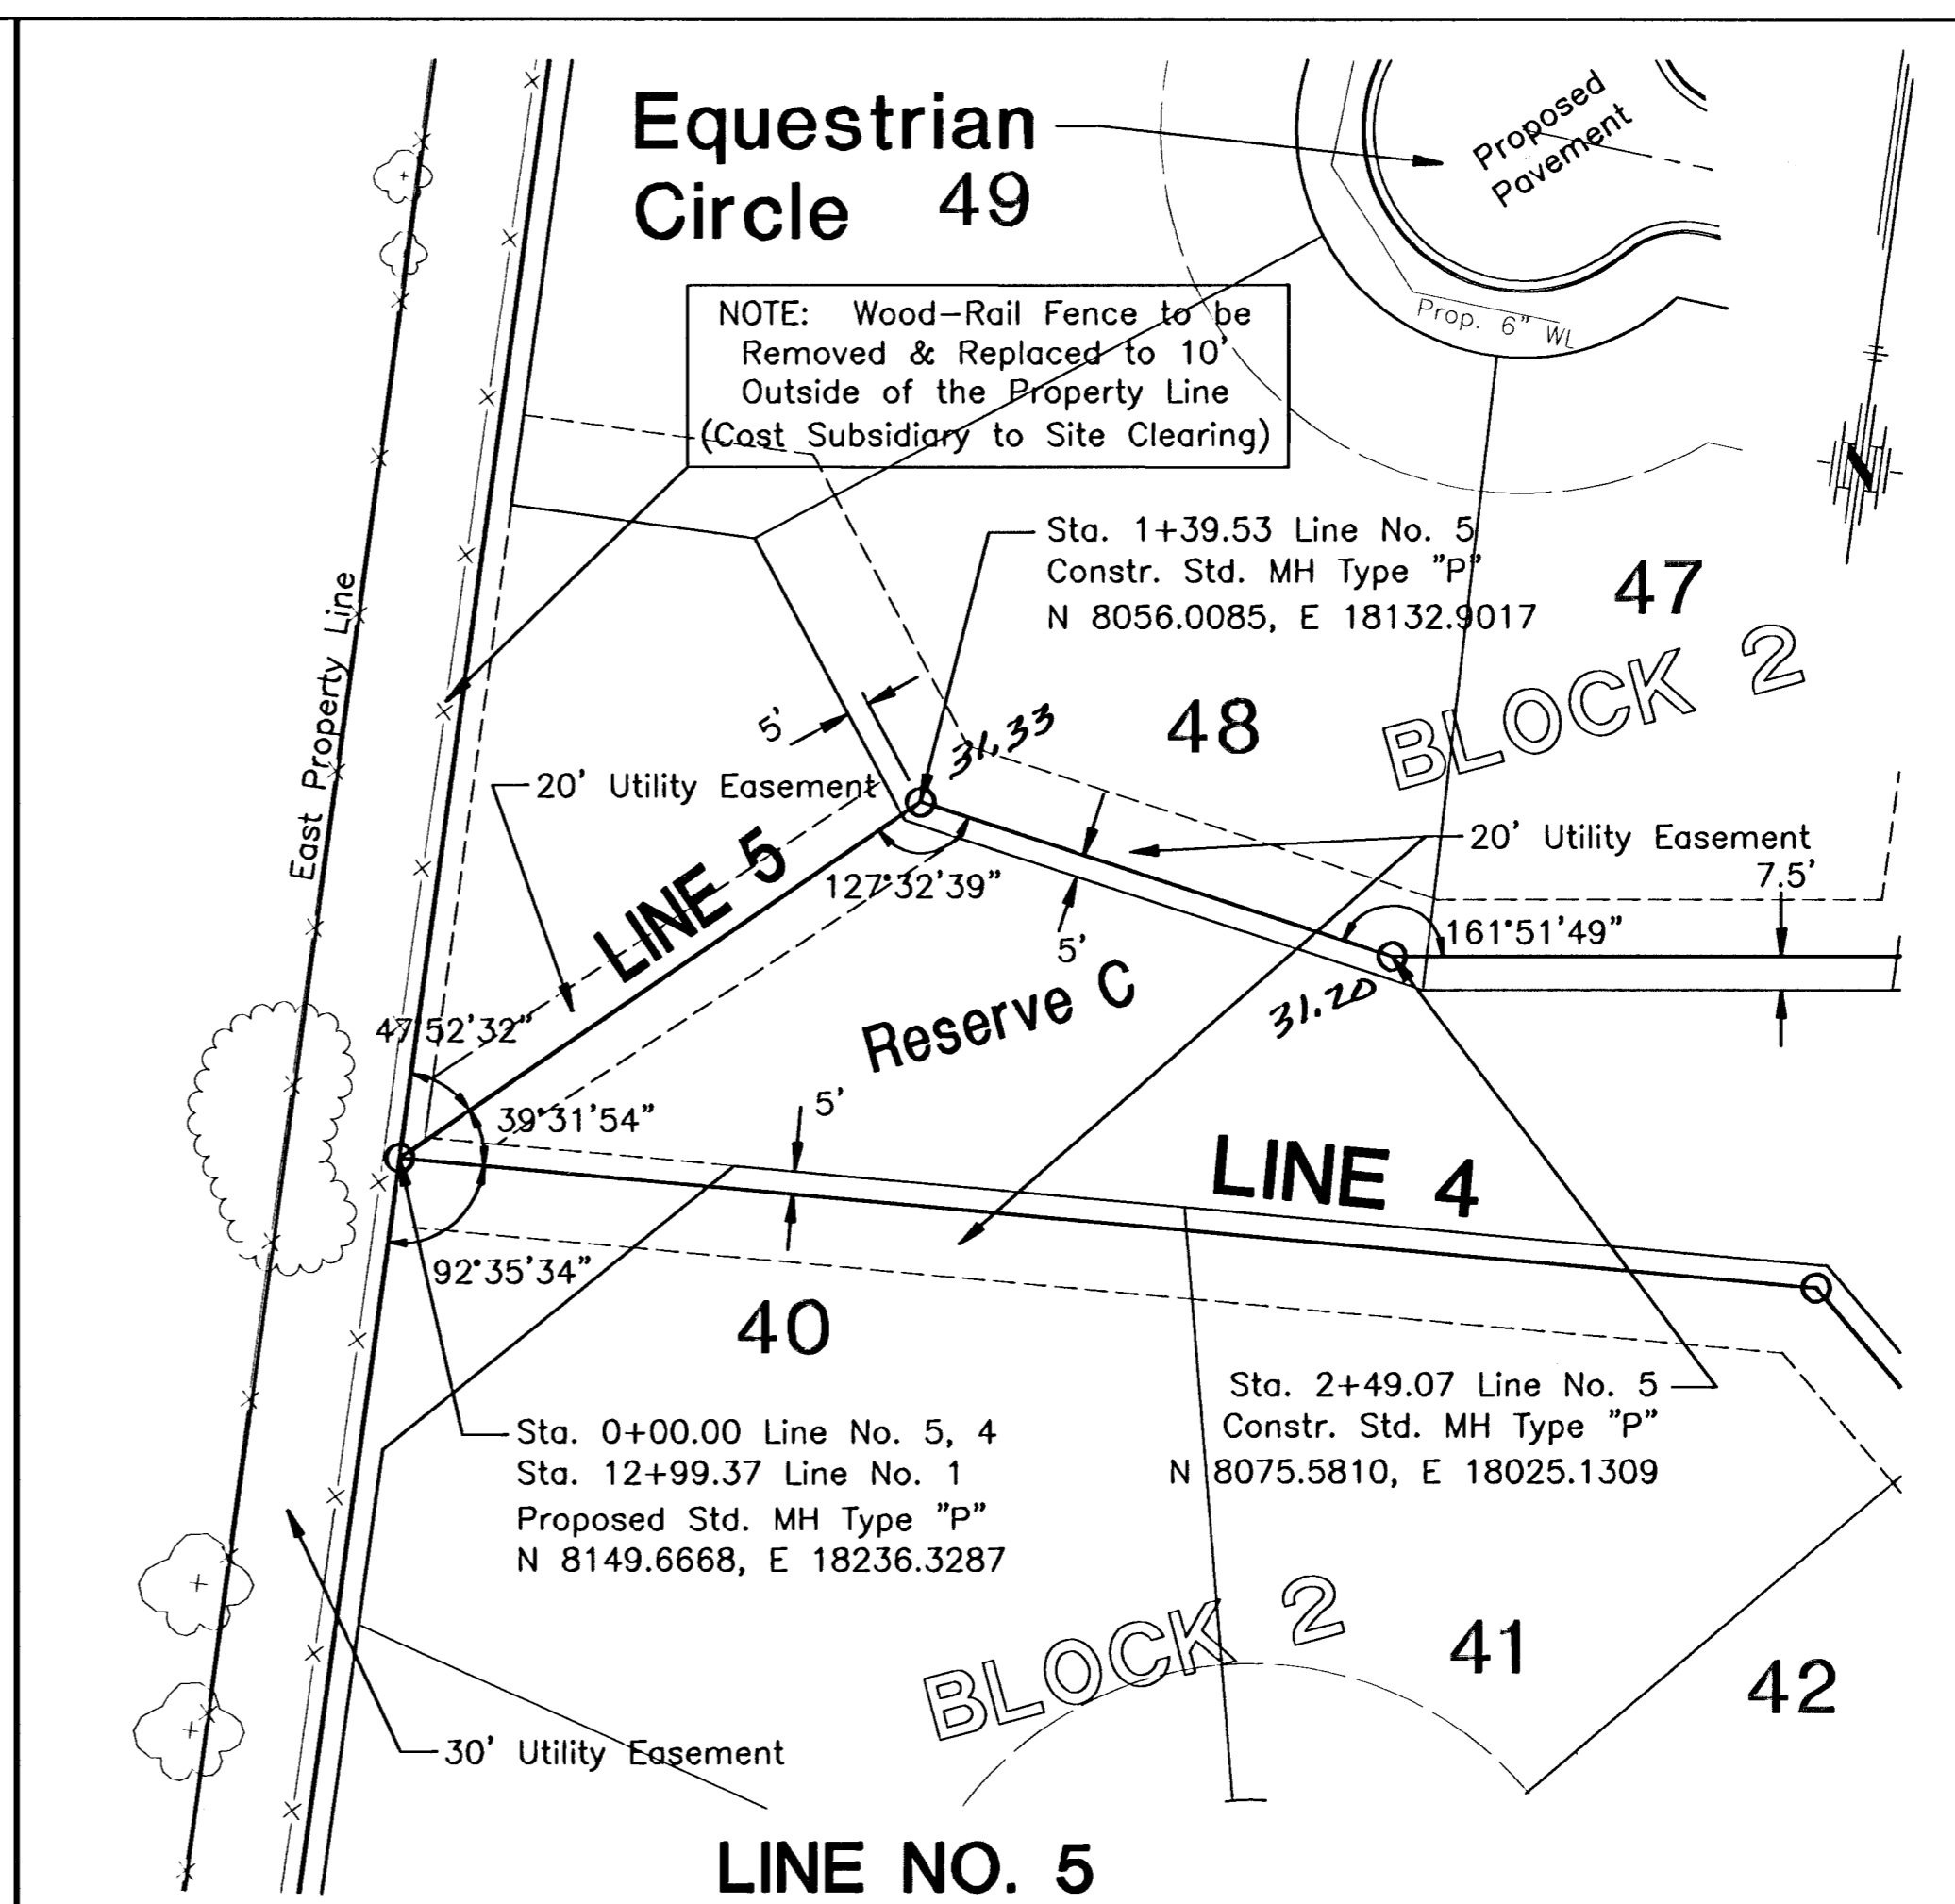 Equestrian
Circle
49
Proposed
Pavement
Prop. 6" WL
NOTE: Wood-Rail Fence to be
Removed & Replaced to 10'
Outside of the Property Line
(Cost Subsidiary to Site Clearing)
N
Sta. 1+39.53 Line No. 5
Constr. Std. MH Type "P"
N 8056.0085, E 18132.9017
47
BLOCK 2
48
East Property Line
5'
31.33
20' Utility Easement
LINE 5
127°32'39"
20' Utility Easement
7.5'
5'
161°51'49"
31.20
Reserve C
47°52'32"
39°31'54"
5'
LINE 4
92°35'34"
40
Sta. 2+49.07 Line No. 5
Constr. Std. MH Type "P"
N 8075.5810, E 18025.1309
Sta. 0+00.00 Line No. 5, 4
Sta. 12+99.37 Line No. 1
Proposed Std. MH Type "P"
N 8149.6668, E 18236.3287
BLOCK 2
41
42
30' Utility Easement
LINE NO. 5